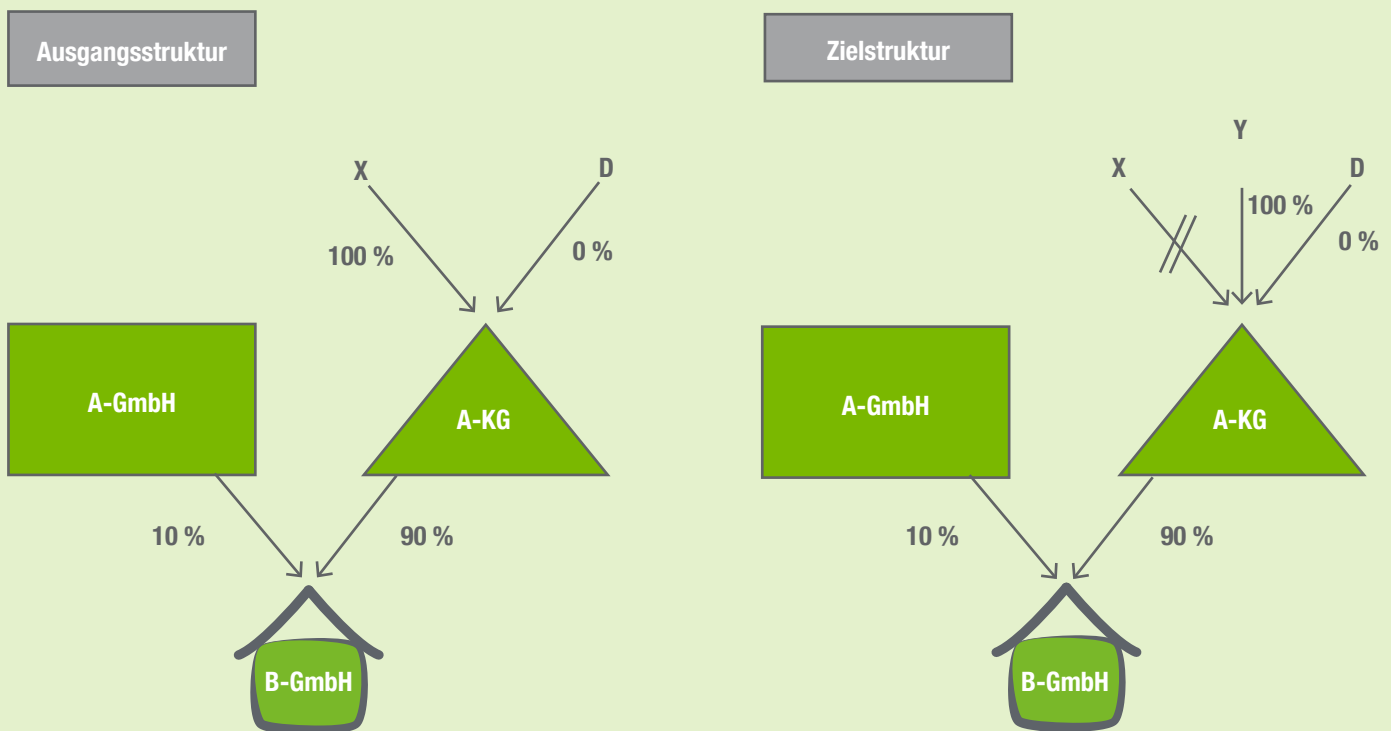 Ausgangsstruktur
X
D
100 %
0 %
A-GmbH
A-KG
10 %
90 %
B-GmbH
Zielstruktur
Y
X
D
100 %
0 %
A-GmbH
A-KG
10 %
90 %
B-GmbH